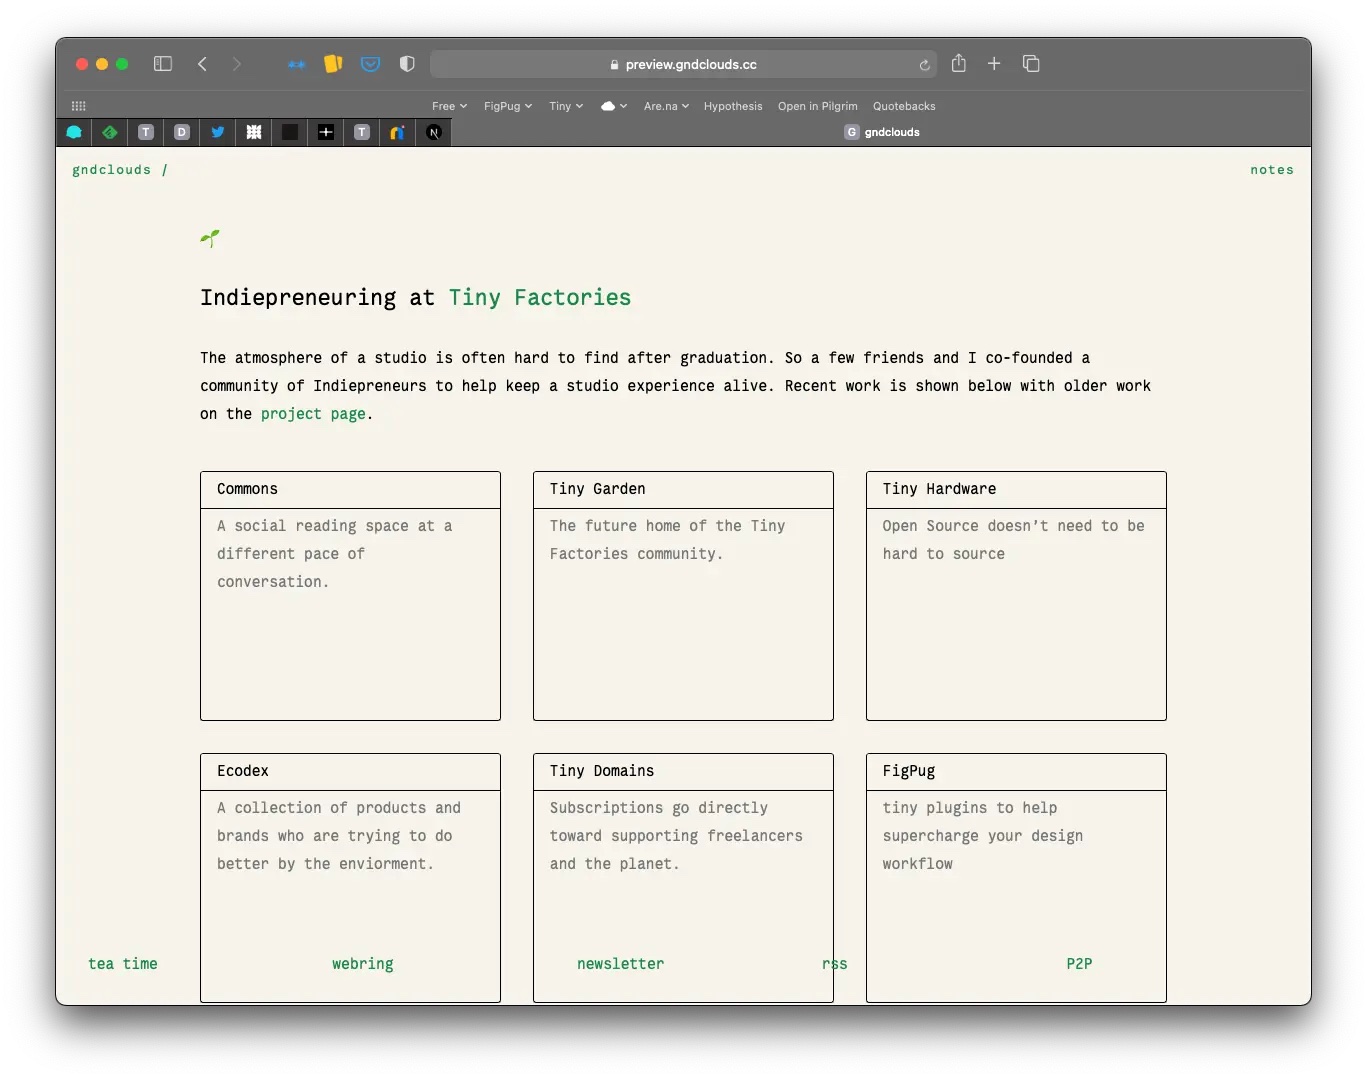 preview.gndclouds.cc
Free FigPug Tiny Are.na Hypothesis Open in Pilgrim Quotebacks
T D T N G gndclouds
gndclouds / notes
Indiepreneuring at Tiny Factories
The atmosphere of a studio is often hard to find after graduation. So a few friends and I co-founded a
community of Indiepreneurs to help keep a studio experience alive. Recent work is shown below with older work
on the project page.
Commons
A social reading space at a
different pace of
conversation.
Tiny Garden
The future home of the Tiny
Factories community.
Tiny Hardware
Open Source doesn’t need to be
hard to source
Ecodex
A collection of products and
brands who are trying to do
better by the enviorment.
Tiny Domains
Subscriptions go directly
toward supporting freelancers
and the planet.
FigPug
tiny plugins to help
supercharge your design
workflow
tea time webring newsletter rss P2P